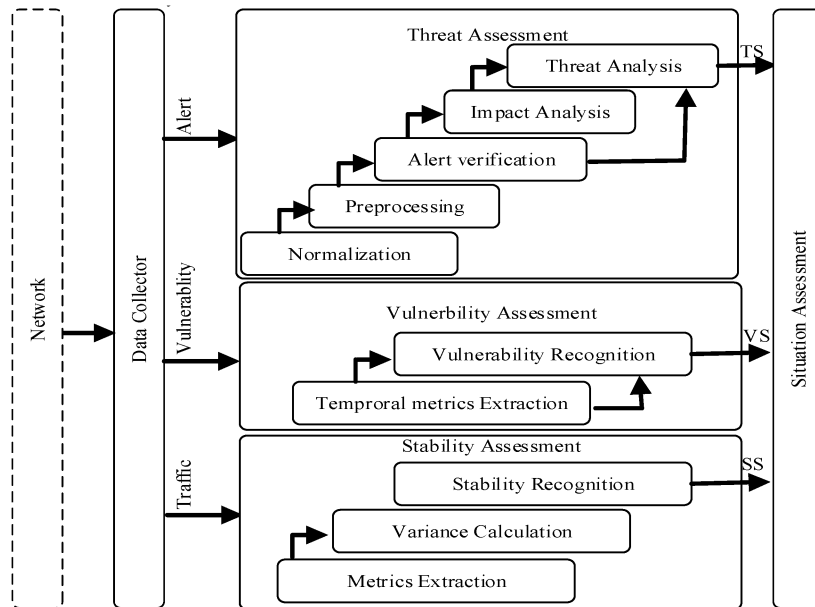 Network
Data Collector
Alert
Vulnerablity
Traffic
Threat Assessment
Threat Analysis
Impact Analysis
Alert verification
Preprocessing
Normalization
TS
Vulnerbility Assessment
Vulnerability Recognition
Temproral metrics Extraction
VS
Stability Assessment
Stability Recognition
Variance Calculation
Metrics Extraction
SS
Situation Assessment